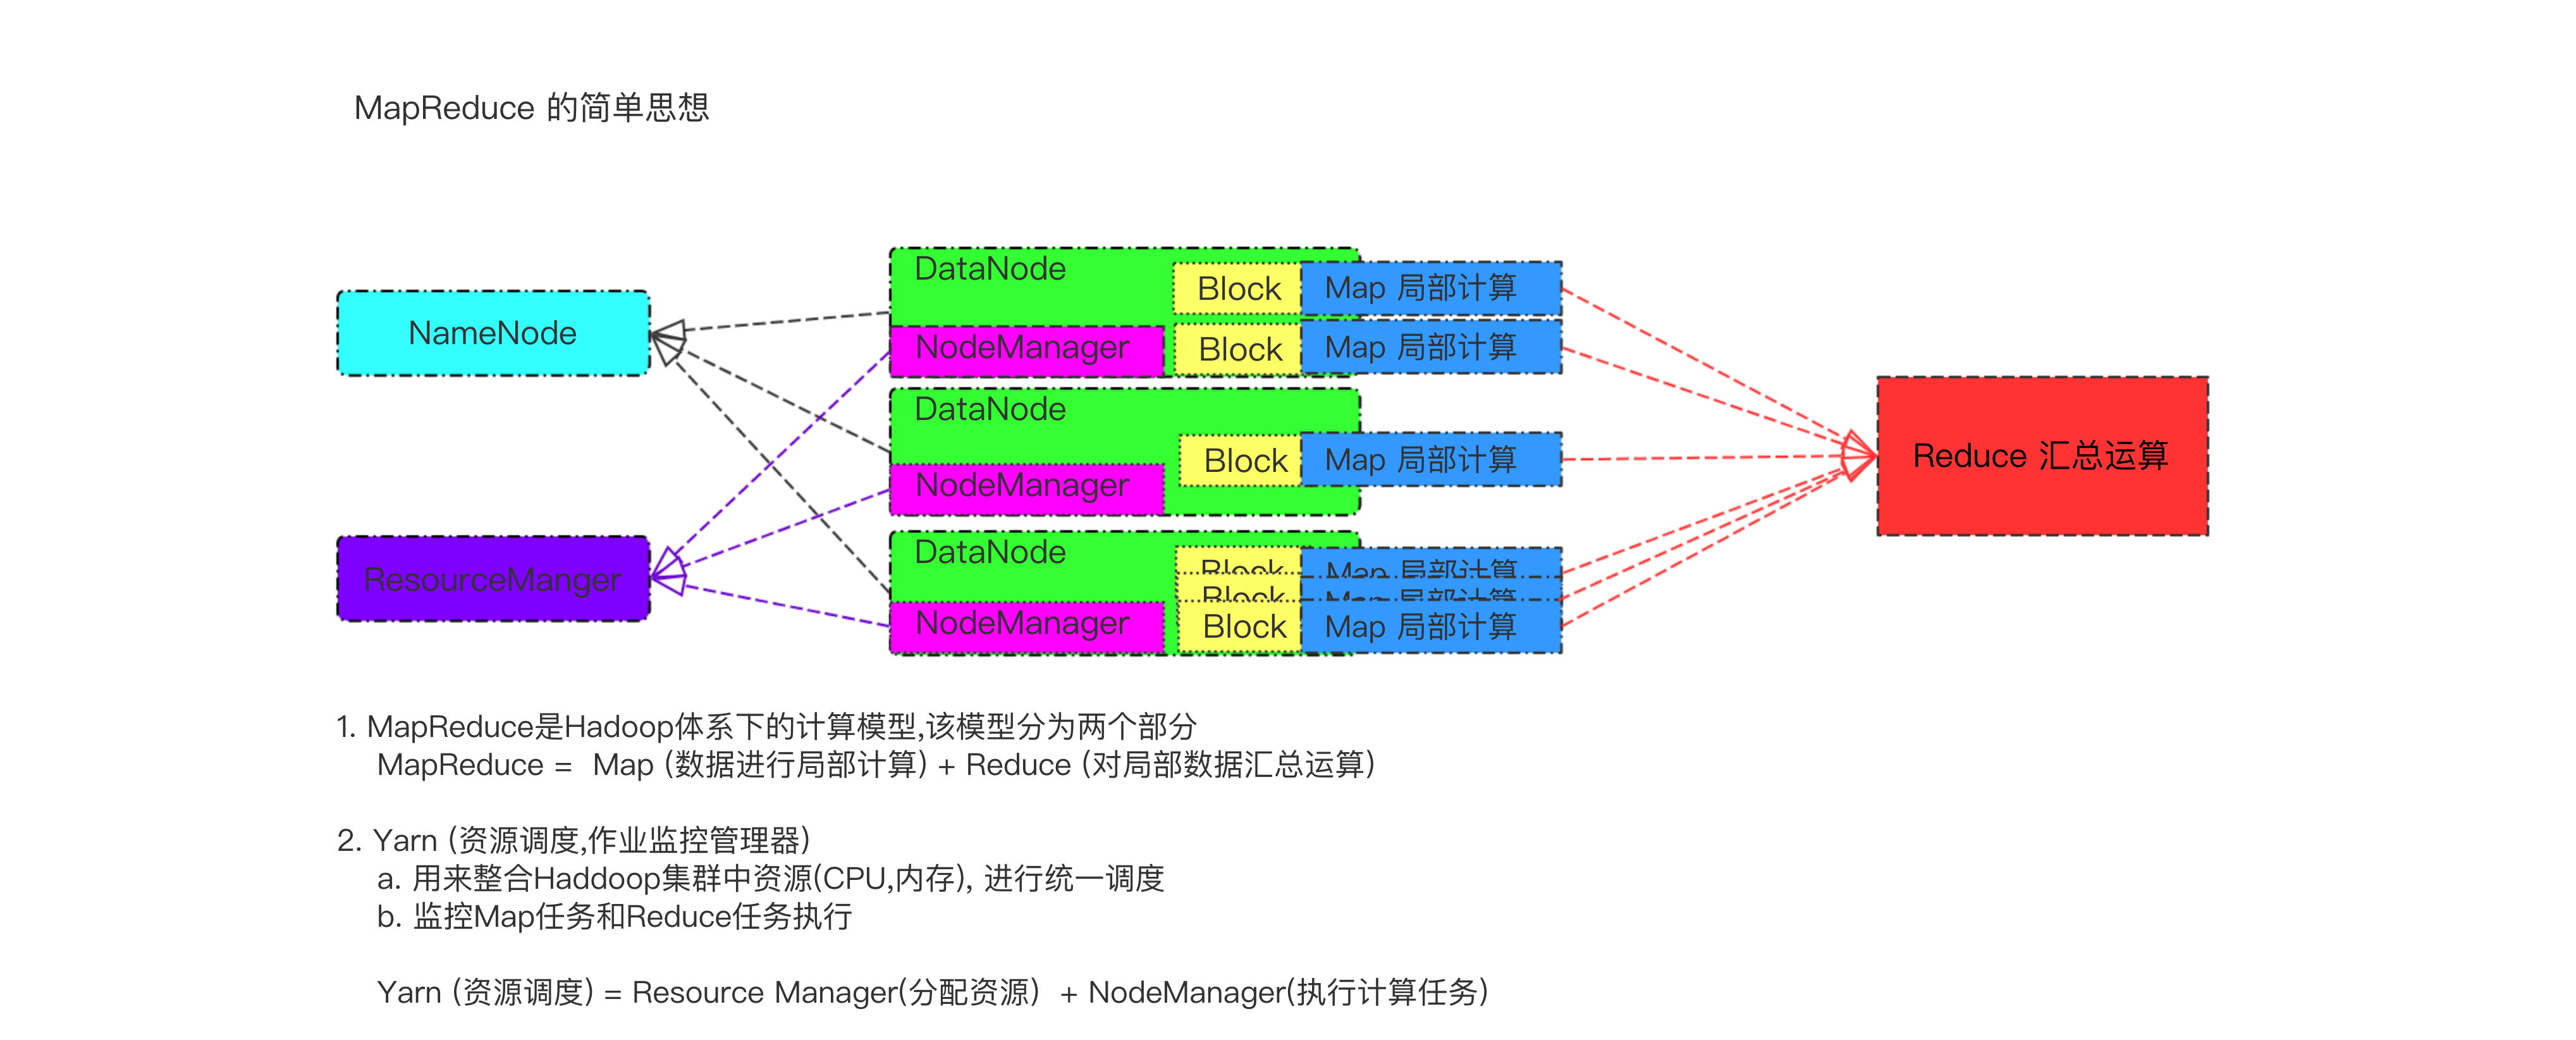 MapReduce 的简单思想
NameNode
ResourceManger
DataNode
Block
Map 局部计算
NodeManager
Block
Map 局部计算
DataNode
Block
Map 局部计算
NodeManager
DataNode
Block
Map 局部计算
Block
Map 局部计算
NodeManager
Block
Map 局部计算
Reduce 汇总运算
1. MapReduce是Hadoop体系下的计算模型,该模型分为两个部分
MapReduce = Map (数据进行局部计算) + Reduce (对局部数据汇总运算)
2. Yarn (资源调度,作业监控管理器)
a. 用来整合Haddoop集群中资源(CPU,内存), 进行统一调度
b. 监控Map任务和Reduce任务执行
Yarn (资源调度) = Resource Manager(分配资源) + NodeManager(执行计算任务)